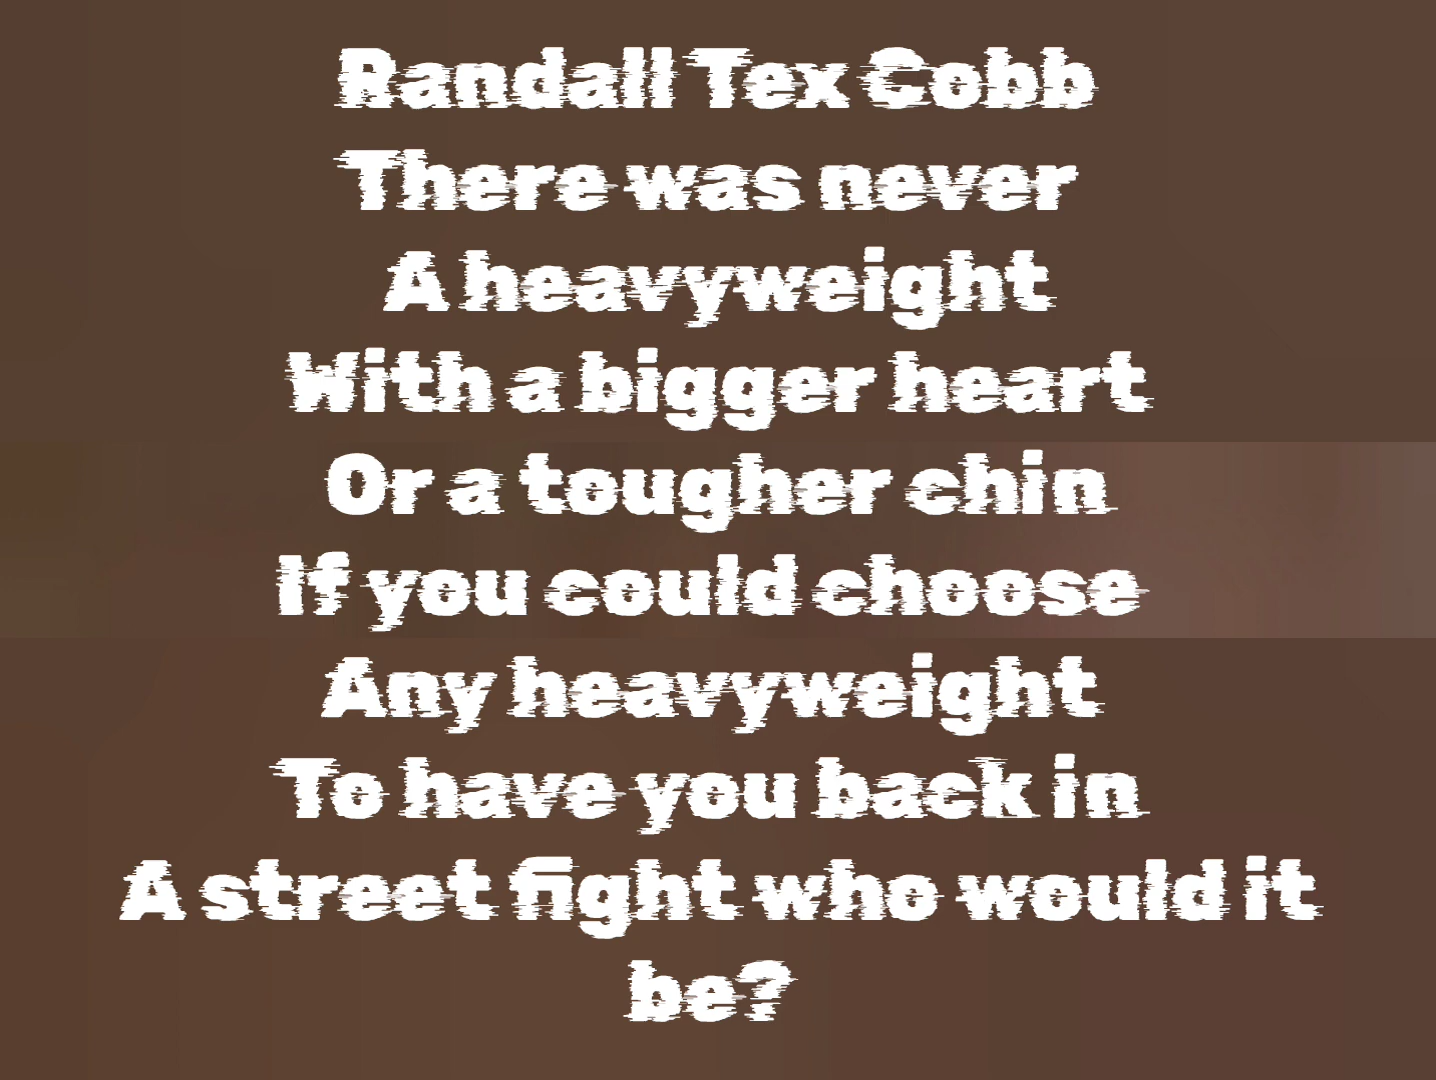 Randall Tex Cobb
There was never
A heavyweight
With a bigger heart
Or a tougher chin
If you could choose
Any heavyweight
To have you back in
A street fight who would it
be?